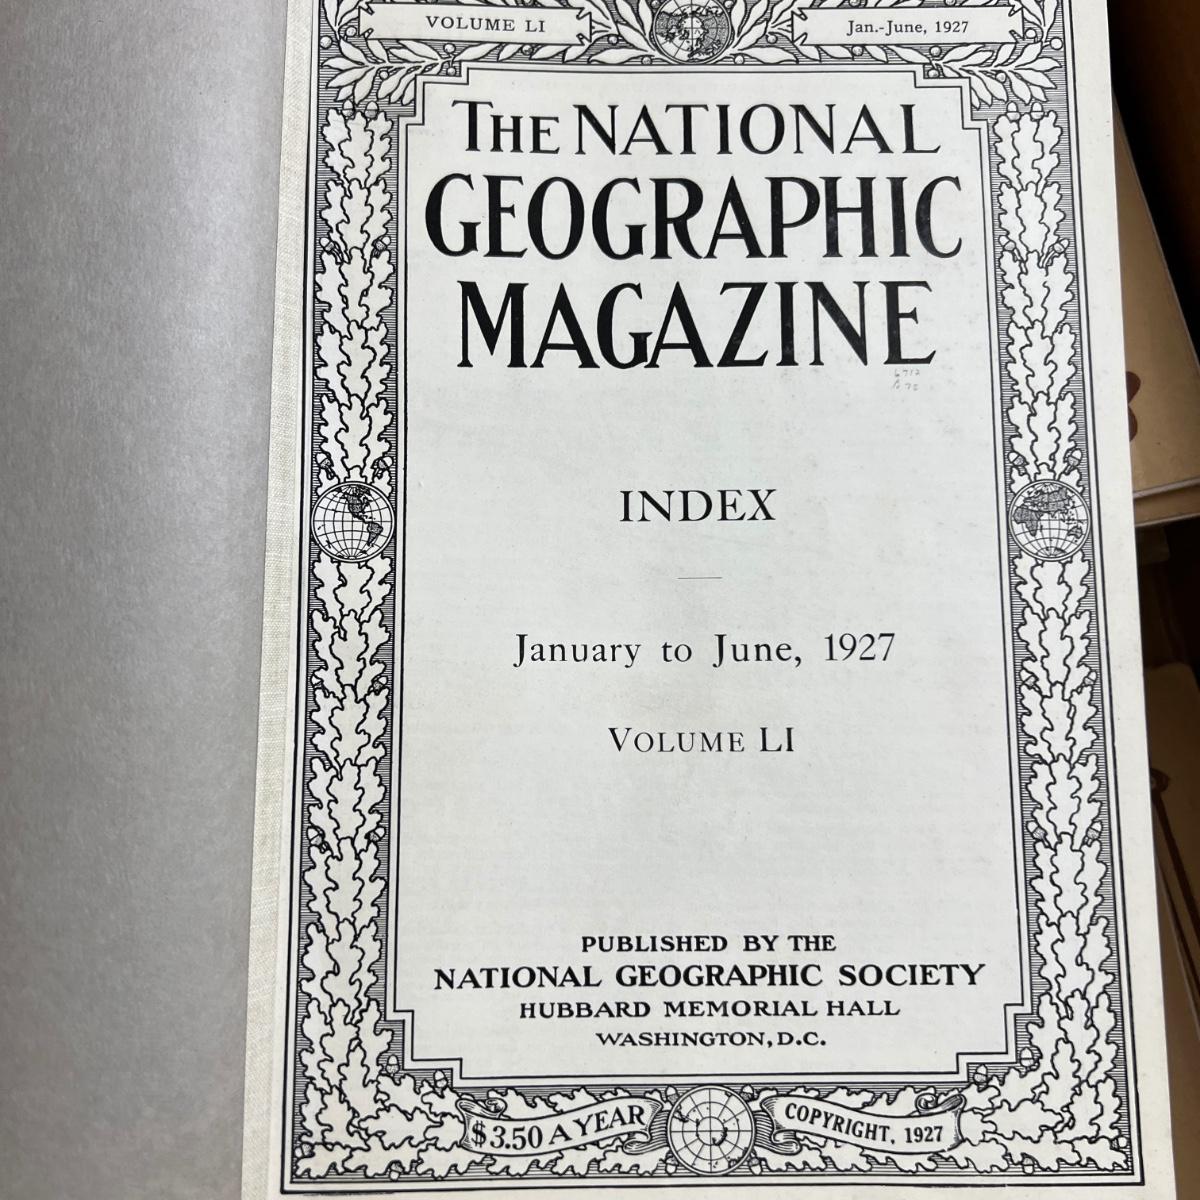 VOLUME LI
Jan.-June, 1927
THE NATIONAL
GEOGRAPHIC
MAGAZINE
INDEX
January to June, 1927
VOLUME LI
PUBLISHED BY THE
NATIONAL GEOGRAPHIC SOCIETY
HUBBARD MEMORIAL HALL
WASHINGTON, D.C.
$3.50 A YEAR
COPYRIGHT, 1927